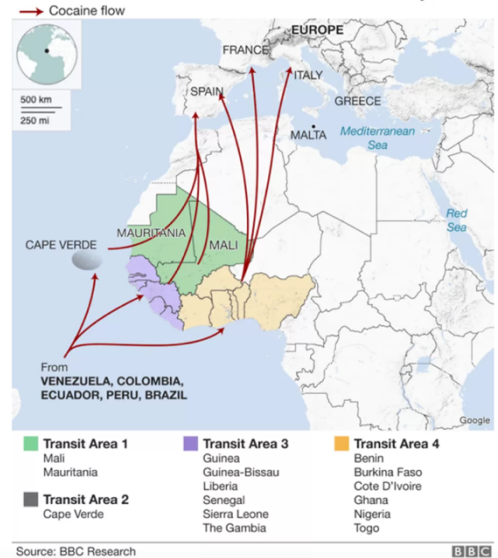 Cocaine flow
EUROPE
FRANCE
ITALY
SPAIN
GREECE
500 km
250 mi
MALTA
Mediterranean
Sea
Red
Sea
MAURITANIA
CAPE VERDE
MALI
From
VENEZUELA, COLOMBIA,
ECUADOR, PERU, BRAZIL
Google
Transit Area 1
Mali
Mauritania
Transit Area 2
Cape Verde
Transit Area 3
Guinea
Guinea-Bissau
Liberia
Senegal
Sierra Leone
The Gambia
Transit Area 4
Benin
Burkina Faso
Cote D'Ivoire
Ghana
Nigeria
Togo
Source: BBC Research
BBC